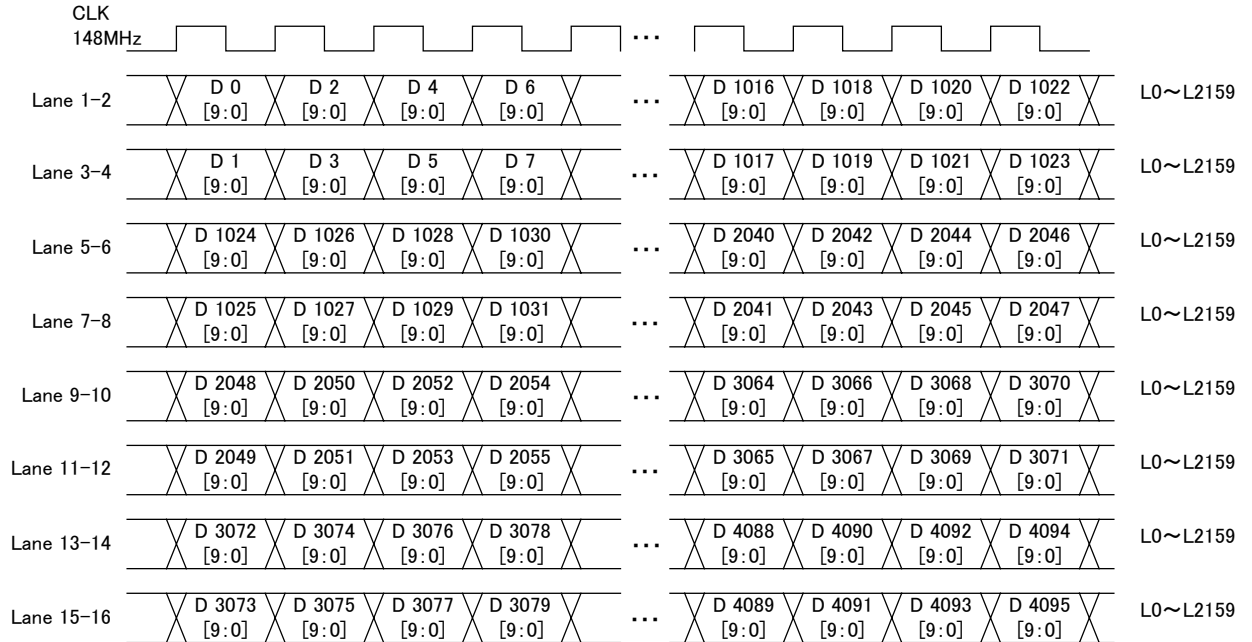 CLK
148MHz ...
Lane 1-2 D 0 D 2 D 4 D 6 ... D 1016 D 1018 D 1020 D 1022 L0～L2159
[9:0] [9:0] [9:0] [9:0] [9:0] [9:0] [9:0] [9:0]
Lane 3-4 D 1 D 3 D 5 D 7 ... D 1017 D 1019 D 1021 D 1023 L0～L2159
[9:0] [9:0] [9:0] [9:0] [9:0] [9:0] [9:0] [9:0]
Lane 5-6 D 1024 D 1026 D 1028 D 1030 ... D 2040 D 2042 D 2044 D 2046 L0～L2159
[9:0] [9:0] [9:0] [9:0] [9:0] [9:0] [9:0] [9:0]
Lane 7-8 D 1025 D 1027 D 1029 D 1031 ... D 2041 D 2043 D 2045 D 2047 L0～L2159
[9:0] [9:0] [9:0] [9:0] [9:0] [9:0] [9:0] [9:0]
Lane 9-10 D 2048 D 2050 D 2052 D 2054 ... D 3064 D 3066 D 3068 D 3070 L0～L2159
[9:0] [9:0] [9:0] [9:0] [9:0] [9:0] [9:0] [9:0]
Lane 11-12 D 2049 D 2051 D 2053 D 2055 ... D 3065 D 3067 D 3069 D 3071 L0～L2159
[9:0] [9:0] [9:0] [9:0] [9:0] [9:0] [9:0] [9:0]
Lane 13-14 D 3072 D 3074 D 3076 D 3078 ... D 4088 D 4090 D 4092 D 4094 L0～L2159
[9:0] [9:0] [9:0] [9:0] [9:0] [9:0] [9:0] [9:0]
Lane 15-16 D 3073 D 3075 D 3077 D 3079 ... D 4089 D 4091 D 4093 D 4095 L0～L2159
[9:0] [9:0] [9:0] [9:0] [9:0] [9:0] [9:0] [9:0]